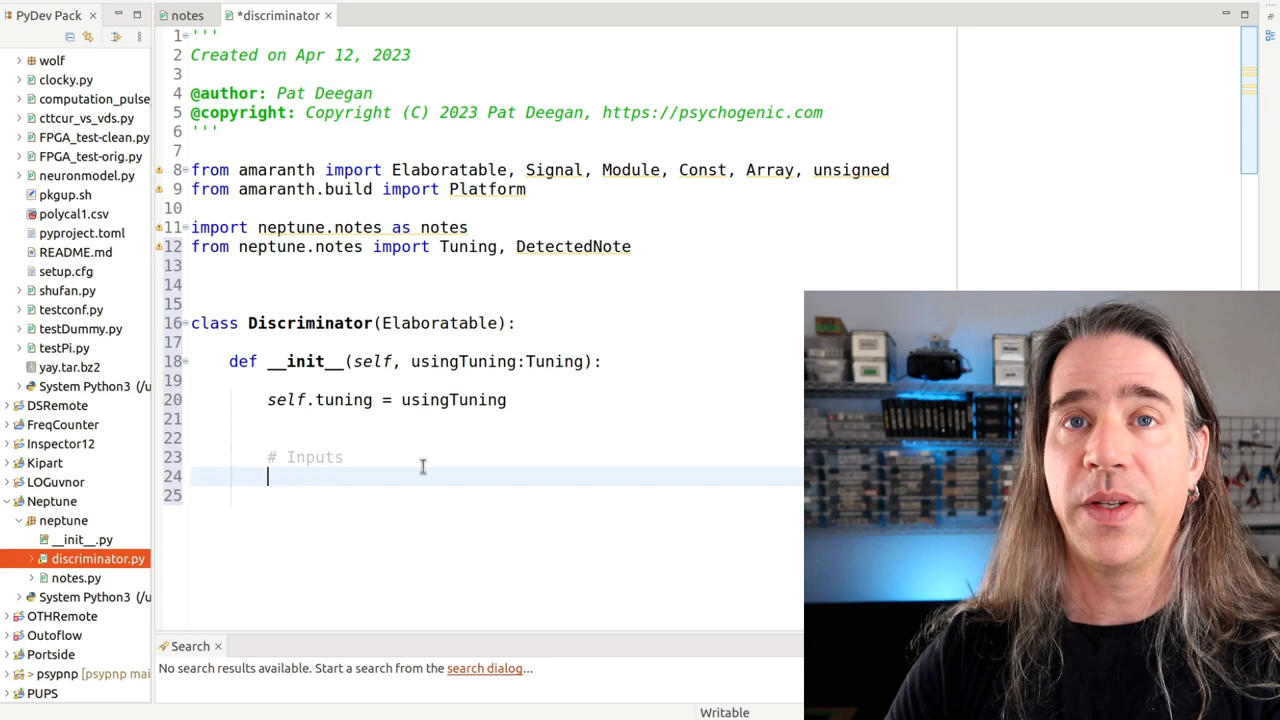 PyDev Pack
wolf
clocky.py
computation_pulse_
cttcur_vs_vds.py
FPGA_test-clean.py
FPGA_test-orig.py
neuronmodel.py
pkgup.sh
polycal1.csv
pyproject.toml
README.md
setup.cfg
shufan.py
testconf.py
testDummy.py
testPi.py
yay.tar.bz2
System Python3 (/u
DSRemote
FreqCounter
Inspector12
Kipart
LOGuvnor
Neptune
neptune
__init__.py
discriminator.py
notes.py
System Python3 (/u
OTHRemote
Outoflow
Portside
> psypnp [psypnp mai
PUPS
notes
*discriminator
1 '''
2 Created on Apr 12, 2023
3
4 @author: Pat Deegan
5 @copyright: Copyright (C) 2023 Pat Deegan, https://psychogenic.com
6 '''
7
8 from amaranth import Elaboratable, Signal, Module, Const, Array, unsigned
9 from amaranth.build import Platform
10
11 import neptune.notes as notes
12 from neptune.notes import Tuning, DetectedNote
13
14
15
16 class Discriminator(Elaboratable):
17
18 def __init__(self, usingTuning:Tuning):
19
20 self.tuning = usingTuning
21
22
23 # Inputs
24
25
Search
No search results available. Start a search from the search dialog...
Writable